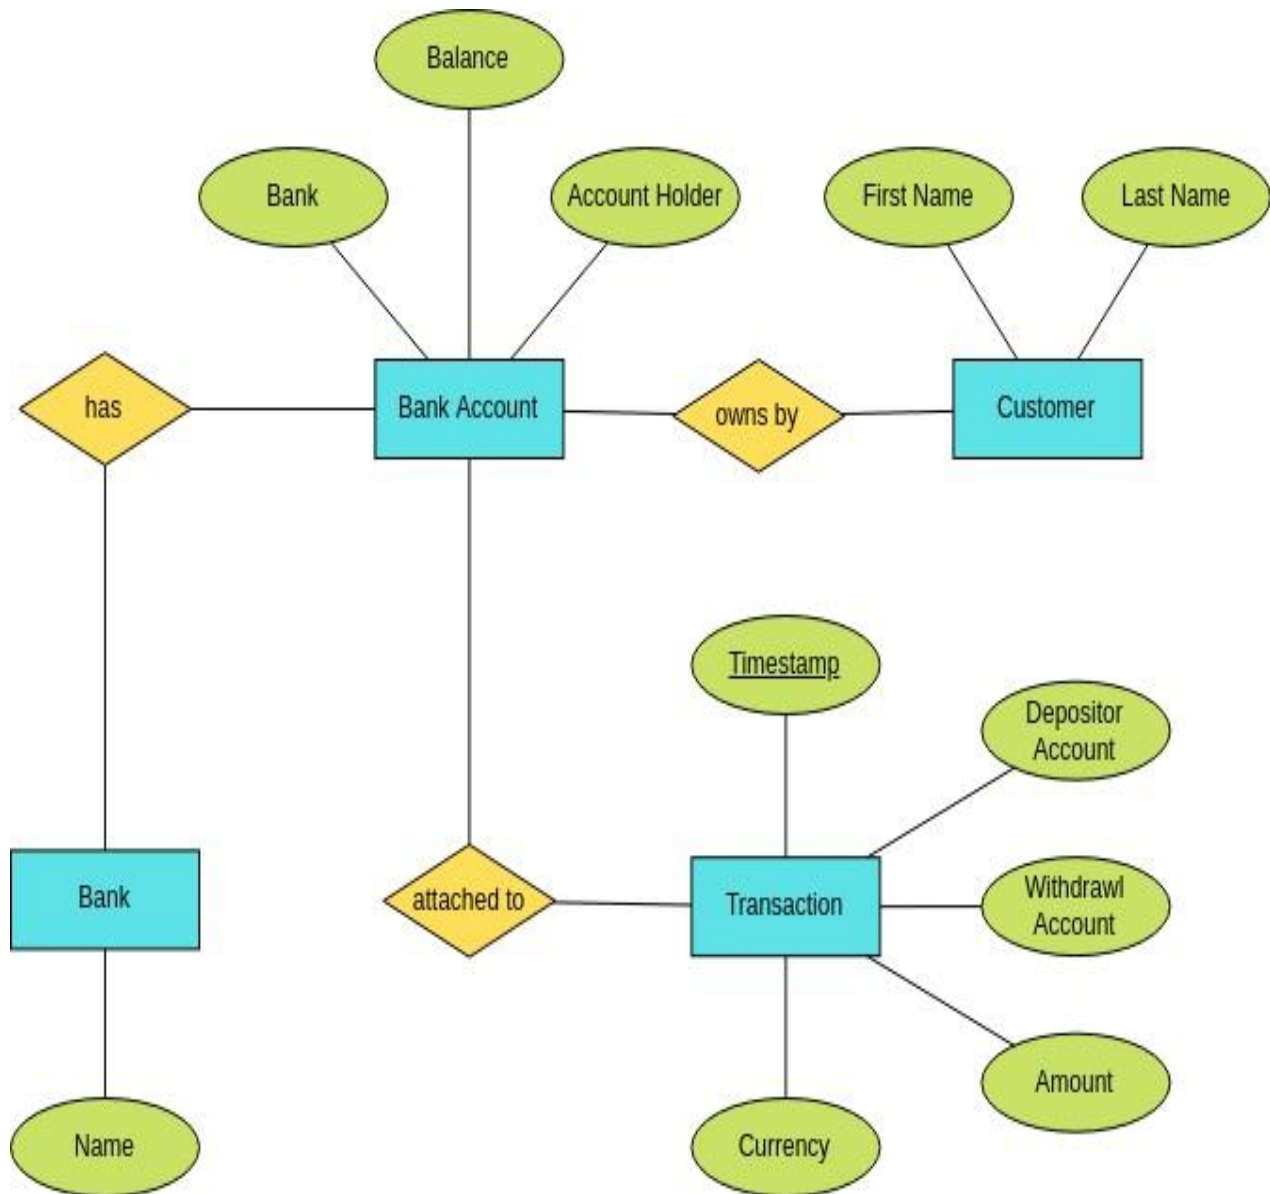 Balance
Bank
Account Holder
First Name
Last Name
has
Bank Account
owns by
Customer
Timestamp
Depositor
Account
Bank
attached to
Transaction
Withdrawl
Account
Amount
Name
Currency